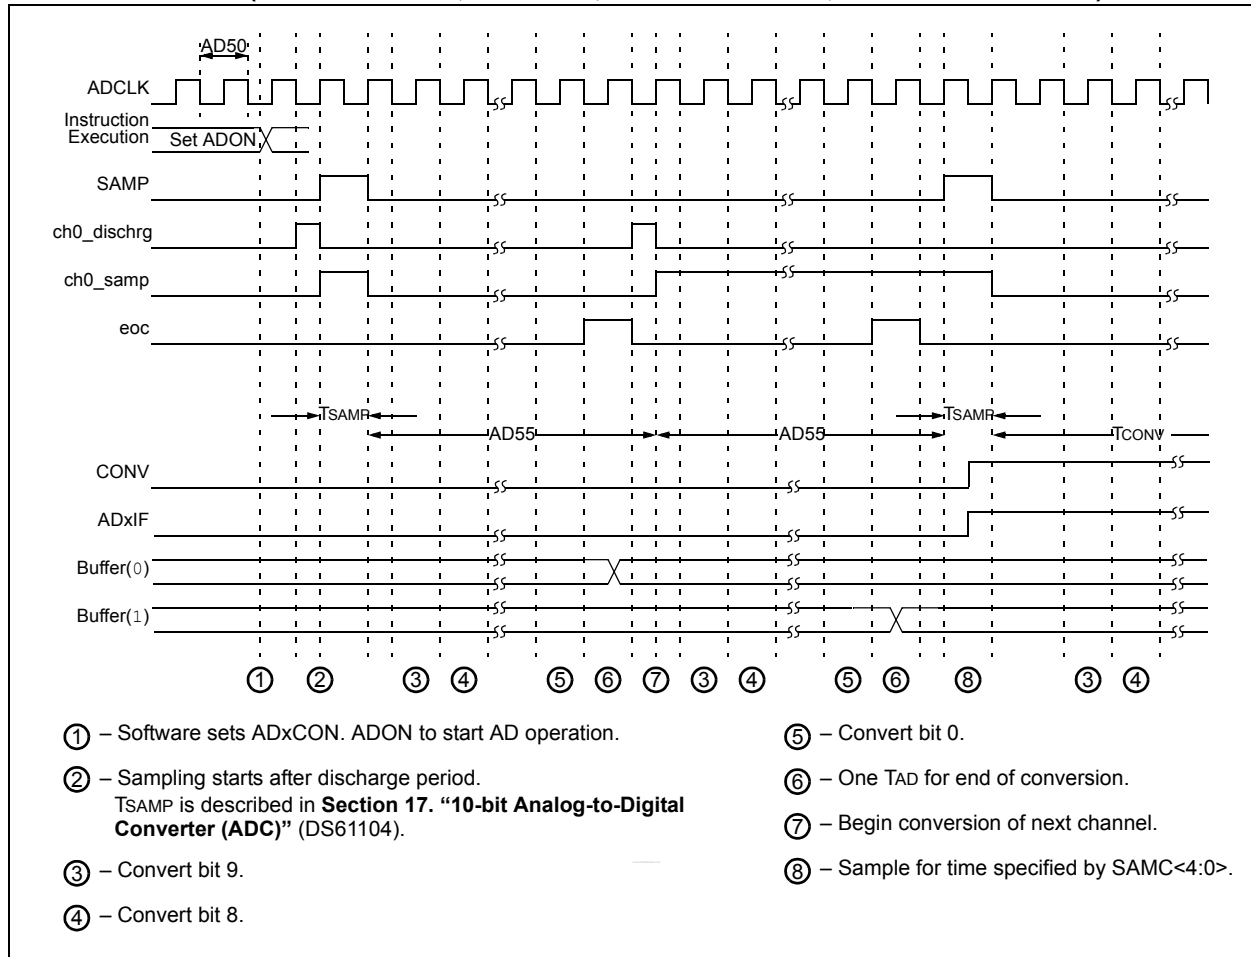 AD50
ADCLK
Instruction
Execution
Set ADON
SAMP
ch0_dischrg
ch0_samp
eoc
TSAMP
TSAMP
AD55
AD55
TCONV
CONV
ADxIF
Buffer(0)
Buffer(1)
1 2 3 4 5 6 7 3 4 5 6 8 3 4
1 – Software sets ADxCON. ADON to start AD operation.
2 – Sampling starts after discharge period.
TSAMP is described in Section 17. “10-bit Analog-to-Digital
Converter (ADC)” (DS61104).
3 – Convert bit 9.
4 – Convert bit 8.
5 – Convert bit 0.
6 – One TAD for end of conversion.
7 – Begin conversion of next channel.
8 – Sample for time specified by SAMC<4:0>.